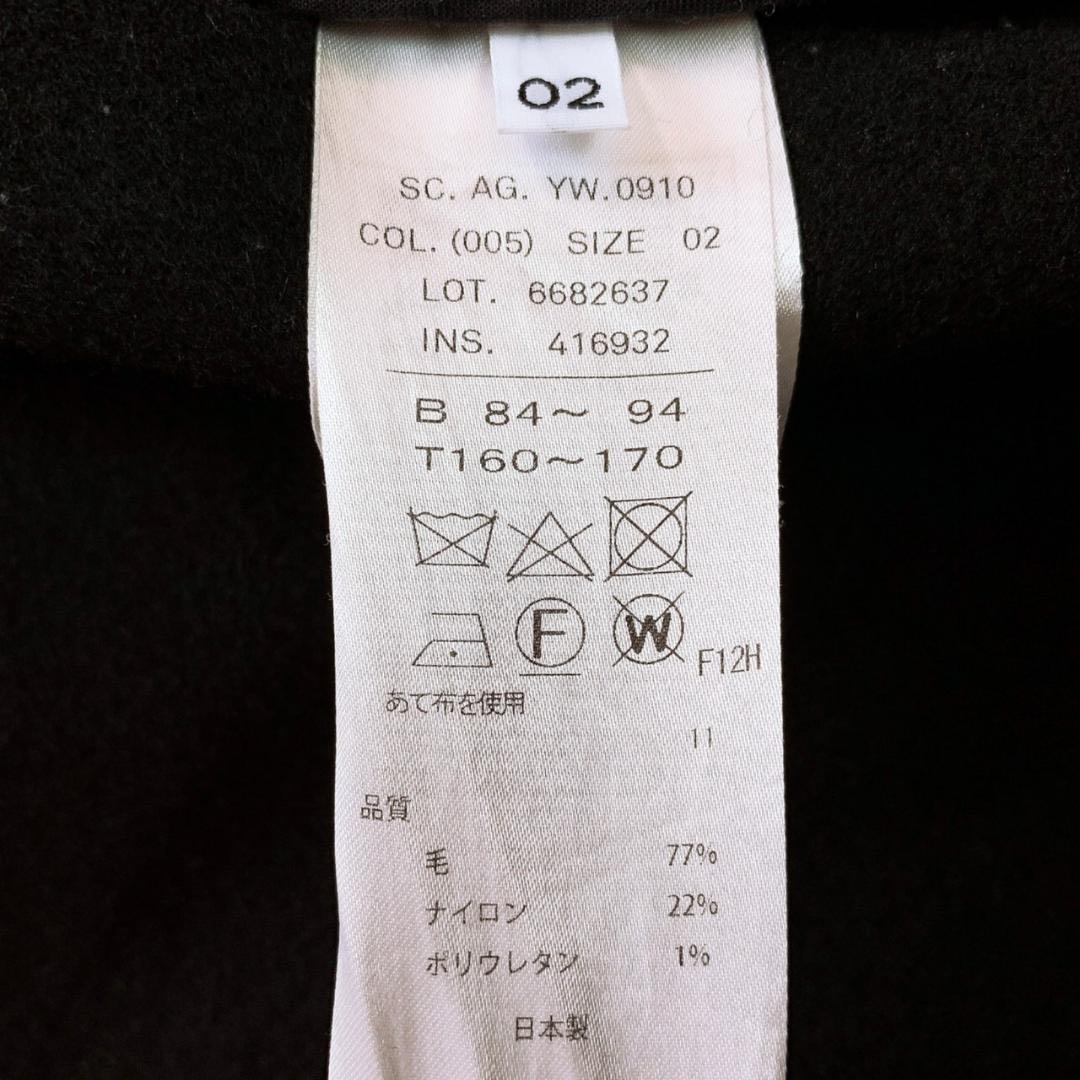 02
SC. AG. YW.0910
COL. (005) SIZE 02
LOT. 6682637
INS. 416932
B 84～ 94
T160～170
F W F12H
あて布を使用
11
品質
毛 77%
ナイロン 22%
ポリウレタン 1%
日本製